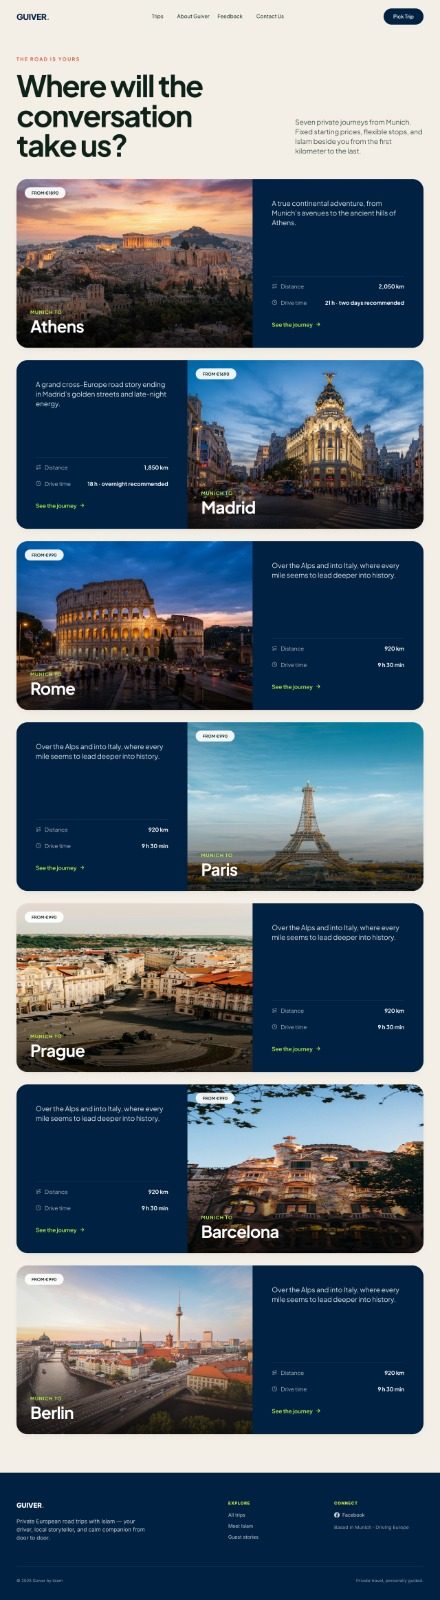 GUIVER.
Trips About Guiver Feedback Contact Us
Pick Trip
THE ROAD IS YOURS
Where will the
conversation
take us?
Seven private journeys from Munich.
Fixed starting prices, flexible stops, and
Islam beside you from the first
kilometer to the last.
FROM €1890
MUNICH TO
Athens
A true continental adventure, from
Munich's avenues to the ancient hills of
Athens.
Distance 2,050 km
Drive time 21 h · two days recommended
See the journey →
A grand cross-Europe road story ending
in Madrid's golden streets and late-night
energy.
Distance 1,850 km
Drive time 18 h · overnight recommended
See the journey →
MUNICH TO
Madrid
FROM €990
MUNICH TO
Rome
Over the Alps and into Italy, where every
mile seems to lead deeper into history.
Distance 920 km
Drive time 9 h 30 min
See the journey →
Over the Alps and into Italy, where every
mile seems to lead deeper into history.
Distance 920 km
Drive time 9 h 30 min
See the journey →
FROM €990
MUNICH TO
Paris
FROM €990
MUNICH TO
Prague
Over the Alps and into Italy, where every
mile seems to lead deeper into history.
Distance 920 km
Drive time 9 h 30 min
See the journey →
Over the Alps and into Italy, where every
mile seems to lead deeper into history.
Distance 920 km
Drive time 9 h 30 min
See the journey →
FROM €990
MUNICH TO
Barcelona
FROM €990
MUNICH TO
Berlin
Over the Alps and into Italy, where every
mile seems to lead deeper into history.
Distance 920 km
Drive time 9 h 30 min
See the journey →
GUIVER.
Private European road trips with Islam — your
driver, local storyteller, and calm companion from
door to door.
EXPLORE
All trips
Meet Islam
Guest stories
CONNECT
Facebook
Based in Munich · Driving Europe
Guiver by Islam
Private travel, personally guided.